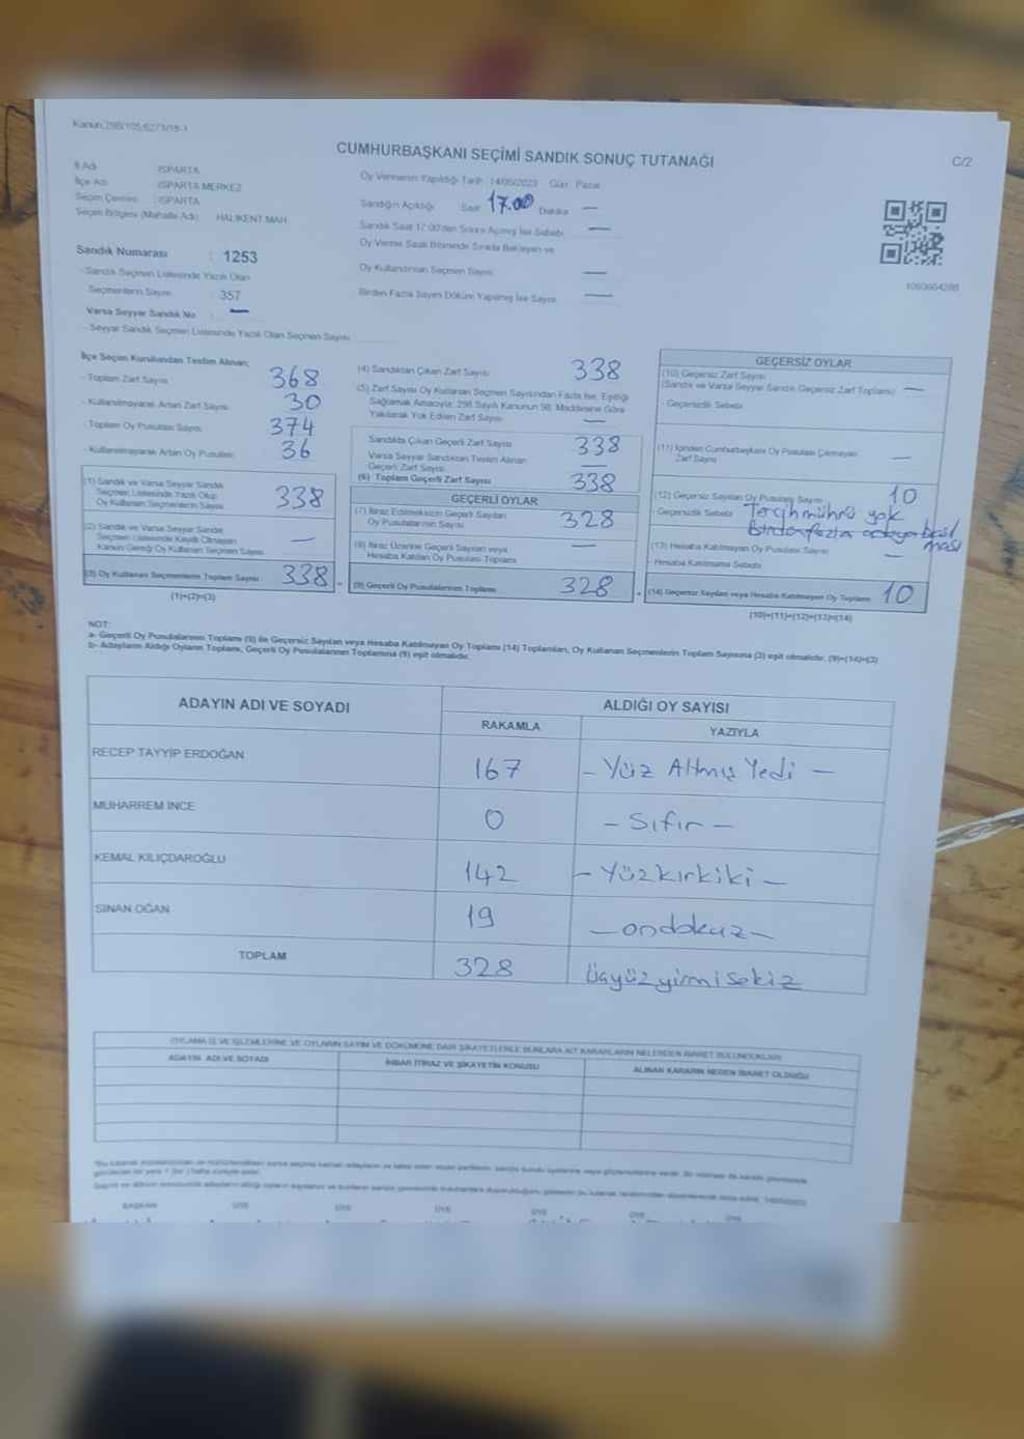 Kanun 298/105,6271/18-1
CUMHURBAŞKANI SEÇİMİ SANDIK SONUÇ TUTANAĞI
C/2
İl Adı : ISPARTA
İlçe Adı : ISPARTA MERKEZ
Seçim Çevresi : ISPARTA
Seçim Bölgesi (Mahalle Adı) : HALIKENT MAH.
Oy Vermenin Yapıldığı Tarih : 14/05/2023 Gün : Pazar
Sandığın Açıldığı Saat 17.00 Dakika —
Sandık Saat 17.00'den Sonra Açılmış İse Sebebi —
Oy Verme Saati Bitiminde Sırada Bekleyen ve
Oy Kullandırılan Seçmen Sayısı —
Birden Fazla Sayım Döküm Yapılmış İse Sayısı —
Sandık Numarası : 1253
- Sandık Seçmen Listesinde Yazılı Olan
Seçmenlerin Sayısı : 357
Varsa Seyyar Sandık No : —
- Seyyar Sandık Seçmen Listesinde Yazılı Olan Seçmen Sayısı
İlçe Seçim Kurulundan Teslim Alınan;
- Toplam Zarf Sayısı 368
- Kullanılmayarak Artan Zarf Sayısı 30
- Toplam Oy Pusulası Sayısı 374
- Kullanılmayarak Artan Oy Pusulası 36
(1) Sandık ve Varsa Seyyar Sandık
Seçmen Listesinde Yazılı Olup
Oy Kullanan Seçmenlerin Sayısı 338
(2) Sandık ve Varsa Seyyar Sandık
Seçmen Listesinde Kayıtlı Olmayan
Kanun Gereği Oy Kullanan Seçmen Sayısı —
(3) Oy Kullanan Seçmenlerin Toplam Sayısı 338
(1)+(2)=(3)
(4) Sandıktan Çıkan Zarf Sayısı 338
(5) Zarf Sayısı Oy Kullanan Seçmen Sayısından Fazla İse, Eşitliği
Sağlamak Amacıyla, 298 Sayılı Kanunun 98. Maddesine Göre
Yakılarak Yok Edilen Zarf Sayısı —
Sandıkta Çıkan Geçerli Zarf Sayısı 338
Varsa Seyyar Sandıktan Teslim Alınan
Geçerli Zarf Sayısı —
(6) Toplam Geçerli Zarf Sayısı 338
GEÇERLİ OYLAR
(7) İtiraz Edilmeksizin Geçerli Sayılan
Oy Pusulalarının Sayısı 328
(8) İtiraz Üzerine Geçerli Sayılan veya
Hesaba Katılan Oy Pusulası Toplamı —
(9) Geçerli Oy Pusulalarının Toplamı 328
GEÇERSİZ OYLAR
(10) Geçersiz Zarf Sayısı
(Sandık ve Varsa Seyyar Sandık Geçersiz Zarf Toplamı) —
- Geçersizlik Sebebi
(11) İçinden Cumhurbaşkanı Oy Pusulası Çıkmayan
Zarf Sayısı —
(12) Geçersiz Sayılan Oy Pusulası Sayısı 10
- Geçersizlik Sebebi Tercih mührü yok
Birden fazla adaya basıl
ması
(13) Hesaba Katılmayan Oy Pusulası Sayısı —
- Hesaba Katılmama Sebebi
(14) Geçersiz Sayılan veya Hesaba Katılmayan Oy Toplamı 10
(10)+(11)+(12)+(13)=(14)
NOT:
a- Geçerli Oy Pusulalarının Toplamı (9) ile Geçersiz Sayılan veya Hesaba Katılmayan Oy Toplamı (14) Toplamları, Oy Kullanan Seçmenlerin Toplam Sayısına (3) eşit olmalıdır. (9)+(14)=(3)
b- Adayların Aldığı Oyların Toplamı, Geçerli Oy Pusulalarının Toplamına (9) eşit olmalıdır.
ADAYIN ADI VE SOYADI
ALDIĞI OY SAYISI
RAKAMLA
YAZIYLA
RECEP TAYYİP ERDOĞAN 167 - Yüz Altmış Yedi -
MUHARREM İNCE 0 - Sıfır -
KEMAL KILIÇDAROĞLU 142 - Yüzkırkiki -
SİNAN OĞAN 19 - ondokuz -
TOPLAM 328 üçyüzyirmisekiz
OYLAMA İŞ VE İŞLEMLERİNE VE OYLARIN SAYIM VE DÖKÜMÜNE DAİR ŞİKAYETLERLE BUNLARA AİT KARARLARIN NELERDEN İBARET BULUNDUKLARI
ADAYIN ADI VE SOYADI
İHBAR İTİRAZ VE ŞİKAYETİN KONUSU
ALINAN KARARIN NEDEN İBARET OLDUĞU
BAŞKAN ÜYE ÜYE ÜYE ÜYE ÜYE ÜYE